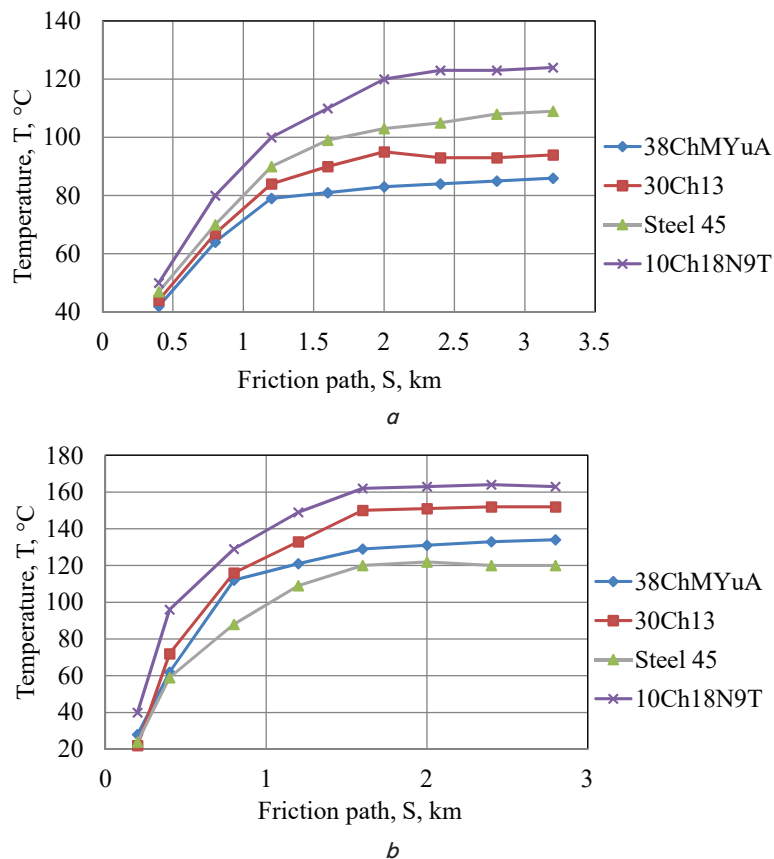 140
120
100
80
60
40
0 0.5 1 1.5 2 2.5 3 3.5
Temperature, T, °C
Friction path, S, km
38ChMYuA
30Ch13
Steel 45
10Ch18N9T
a
180
160
140
120
100
80
60
40
20
0 1 2 3
Temperature, T, °C
Friction path, S, km
38ChMYuA
30Ch13
Steel 45
10Ch18N9T
b